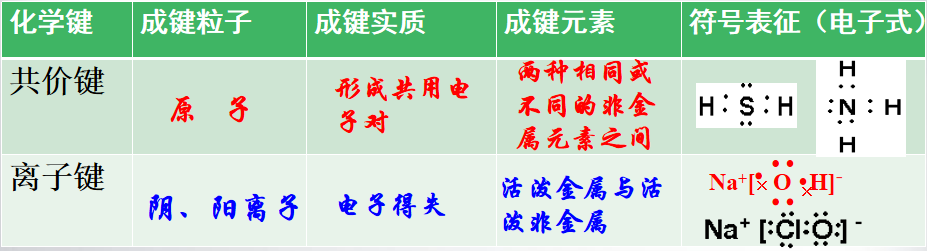 化学键 成键粒子 成键实质 成键元素 符号表征（电子式）
共价键
原 子
形成共用电
子对
两种相同或
不同的非金
属元素之间
H:S:H
H
:N:H
H
离子键
阴、阳离子
电子得失
活泼金属与活
泼非金属
Na⁺[:O:H]⁻
Na⁺ [:Cl:O:]⁻